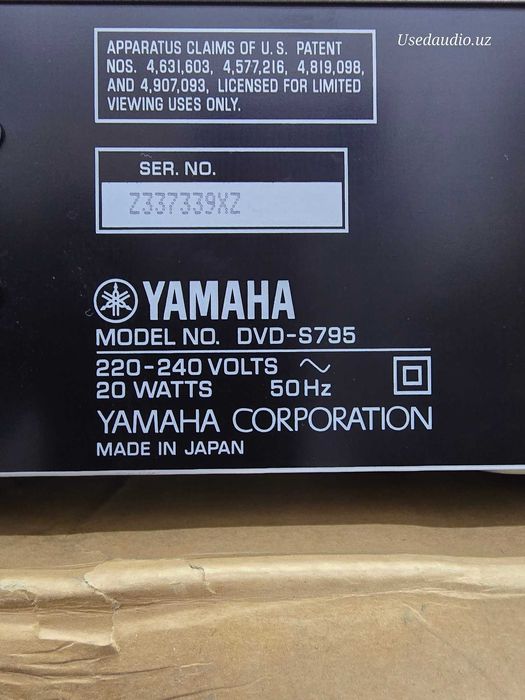 Usedaudio.uz
APPARATUS CLAIMS OF U.S. PATENT
NOS. 4,631,603, 4,577,216, 4,819,098,
AND 4,907,093, LICENSED FOR LIMITED
VIEWING USES ONLY.
SER. NO.
Z337339XZ
YAMAHA
MODEL NO. DVD-S795
220-240 VOLTS ~
20 WATTS 50Hz
YAMAHA CORPORATION
MADE IN JAPAN